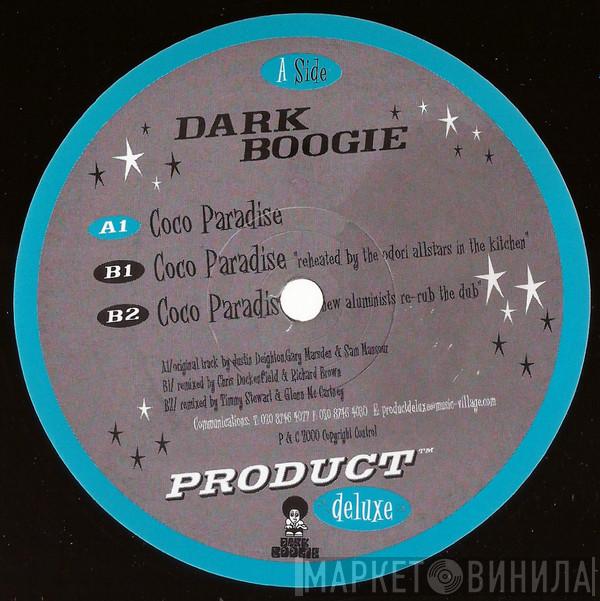 A Side
DARK
BOOGIE
A1 Coco Paradise
B1 Coco Paradise "reheated by the odori allstars in the kitchen"
B2 Coco Paradis new aluminists re-rub the dub"
A1/original track by Justin Deighton,Gary Marsden & Sam Mansour
B1/ remixed by Chris Duckenfield & Richard Brown
B2/ remixed by Timmy Stewart & Glenn Mc Cartney
Communications: T: 020 8746 4027 F: 020 8746 4080 E: productdeluxe@music-village.com
P & C 2000 Copyright Control
PRODUCT™
deluxe
DARK
BOOGIE
МАРКЕТ ВИНИЛА